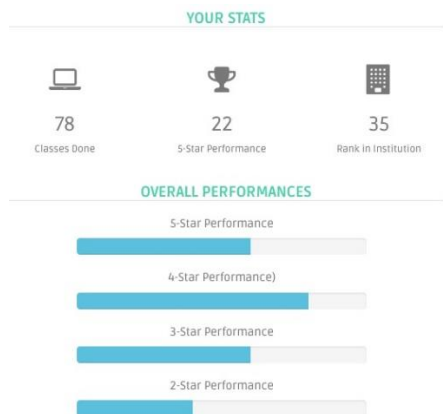 YOUR STATS
78 22 35
Classes Done 5-Star Performance Rank in Institution
OVERALL PERFORMANCES
5-Star Performance
4-Star Performance)
3-Star Performance
2-Star Performance